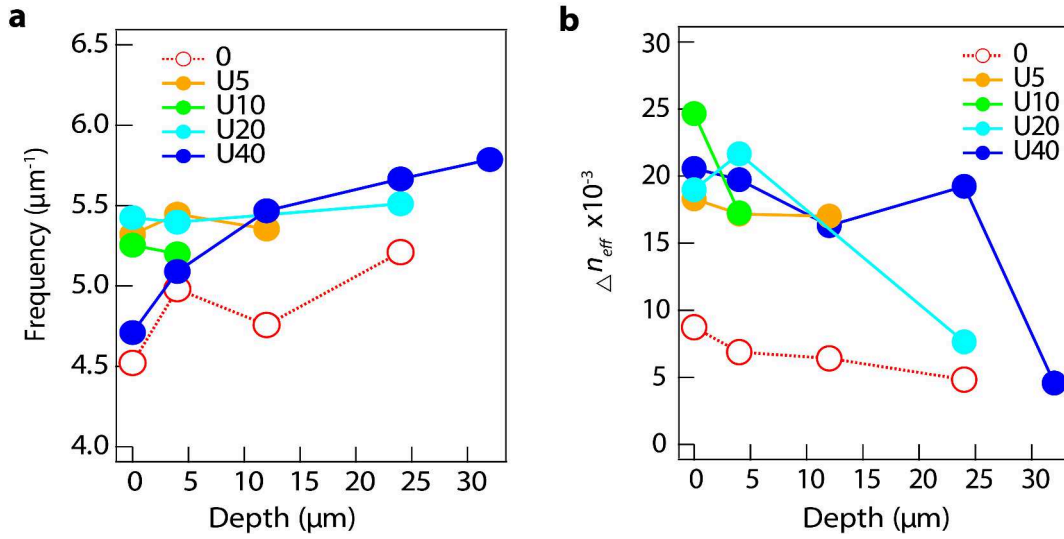 a
Frequency (μm⁻¹)
6.5
6.0
5.5
5.0
4.5
4.0
0
U5
U10
U20
U40
0 5 10 15 20 25 30
Depth (μm)
b
△ n eff x10⁻³
30
25
20
15
10
5
0
0
U5
U10
U20
U40
0 5 10 15 20 25 30
Depth (μm)